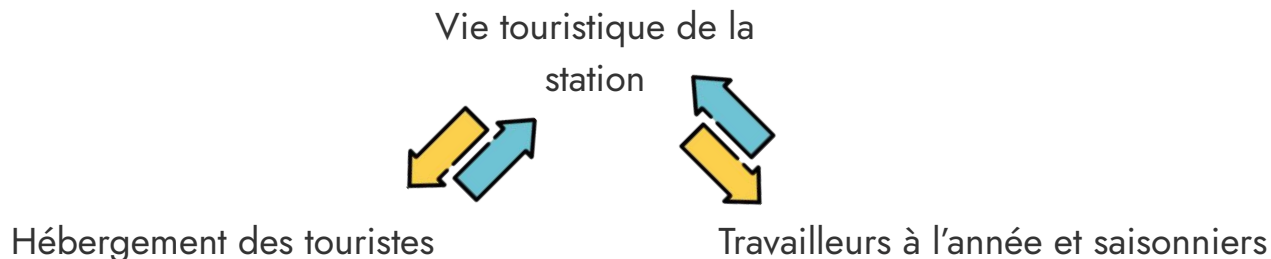 Vie touristique de la
station
Hébergement des touristes
Travailleurs à l'année et saisonniers